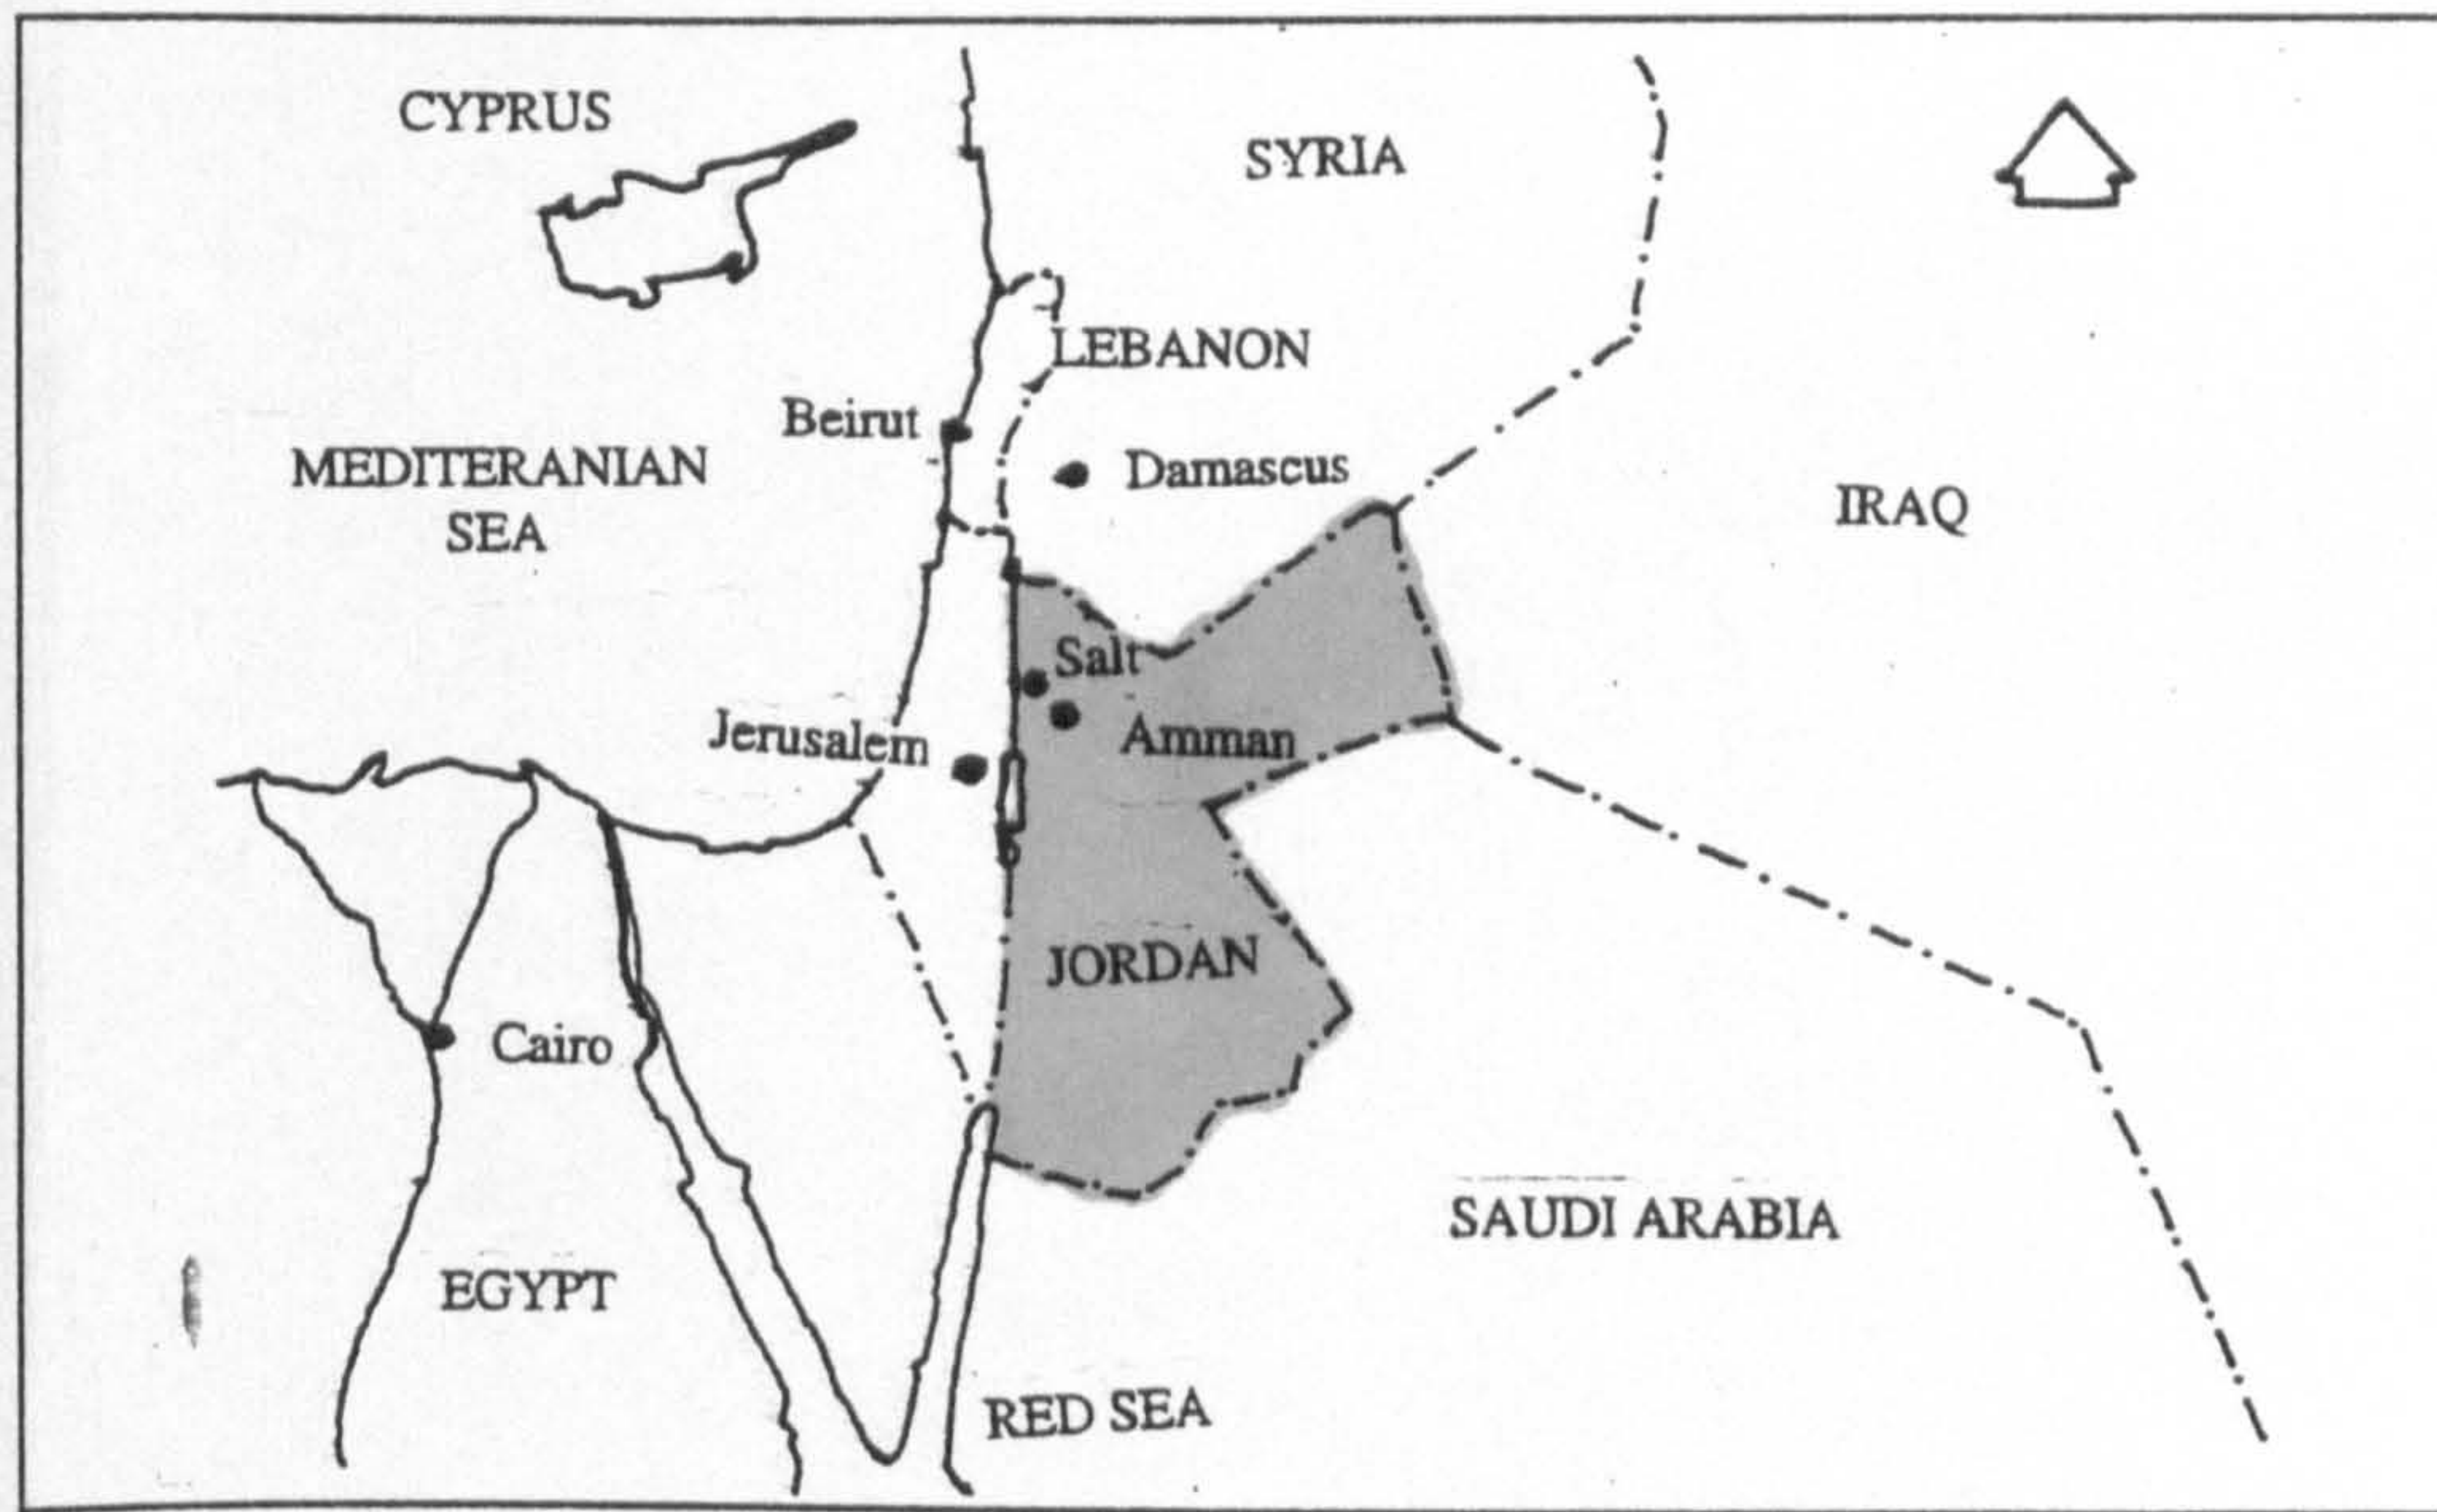 CYPRUS
SYRIA
LEBANON
Beirut
MEDITERANIAN
SEA
Damascus
IRAQ
Salt
Jerusalem
Amman
JORDAN
Cairo
SAUDI ARABIA
EGYPT
RED SEA